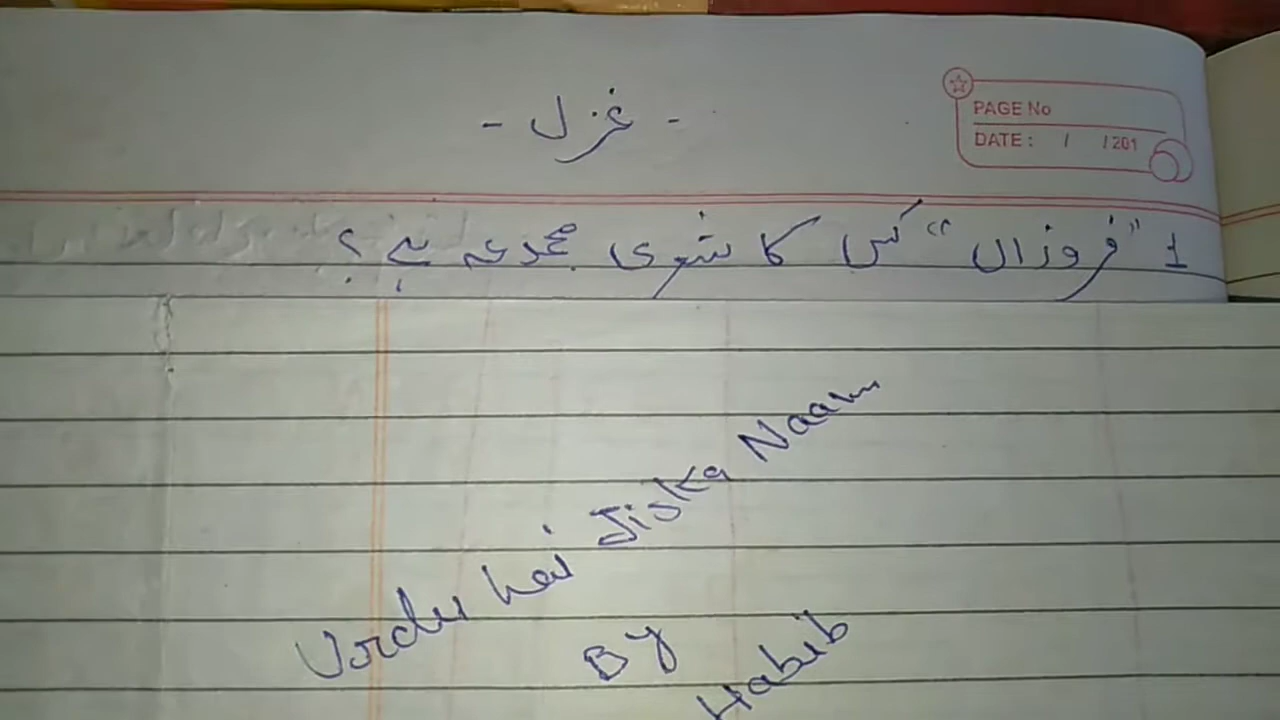 - غزل -
PAGE No
DATE : / / 201
1 "فروزاں" کس کا شعری مجموعہ ہے؟
Urdu hai Jiska Naam
By
Habib